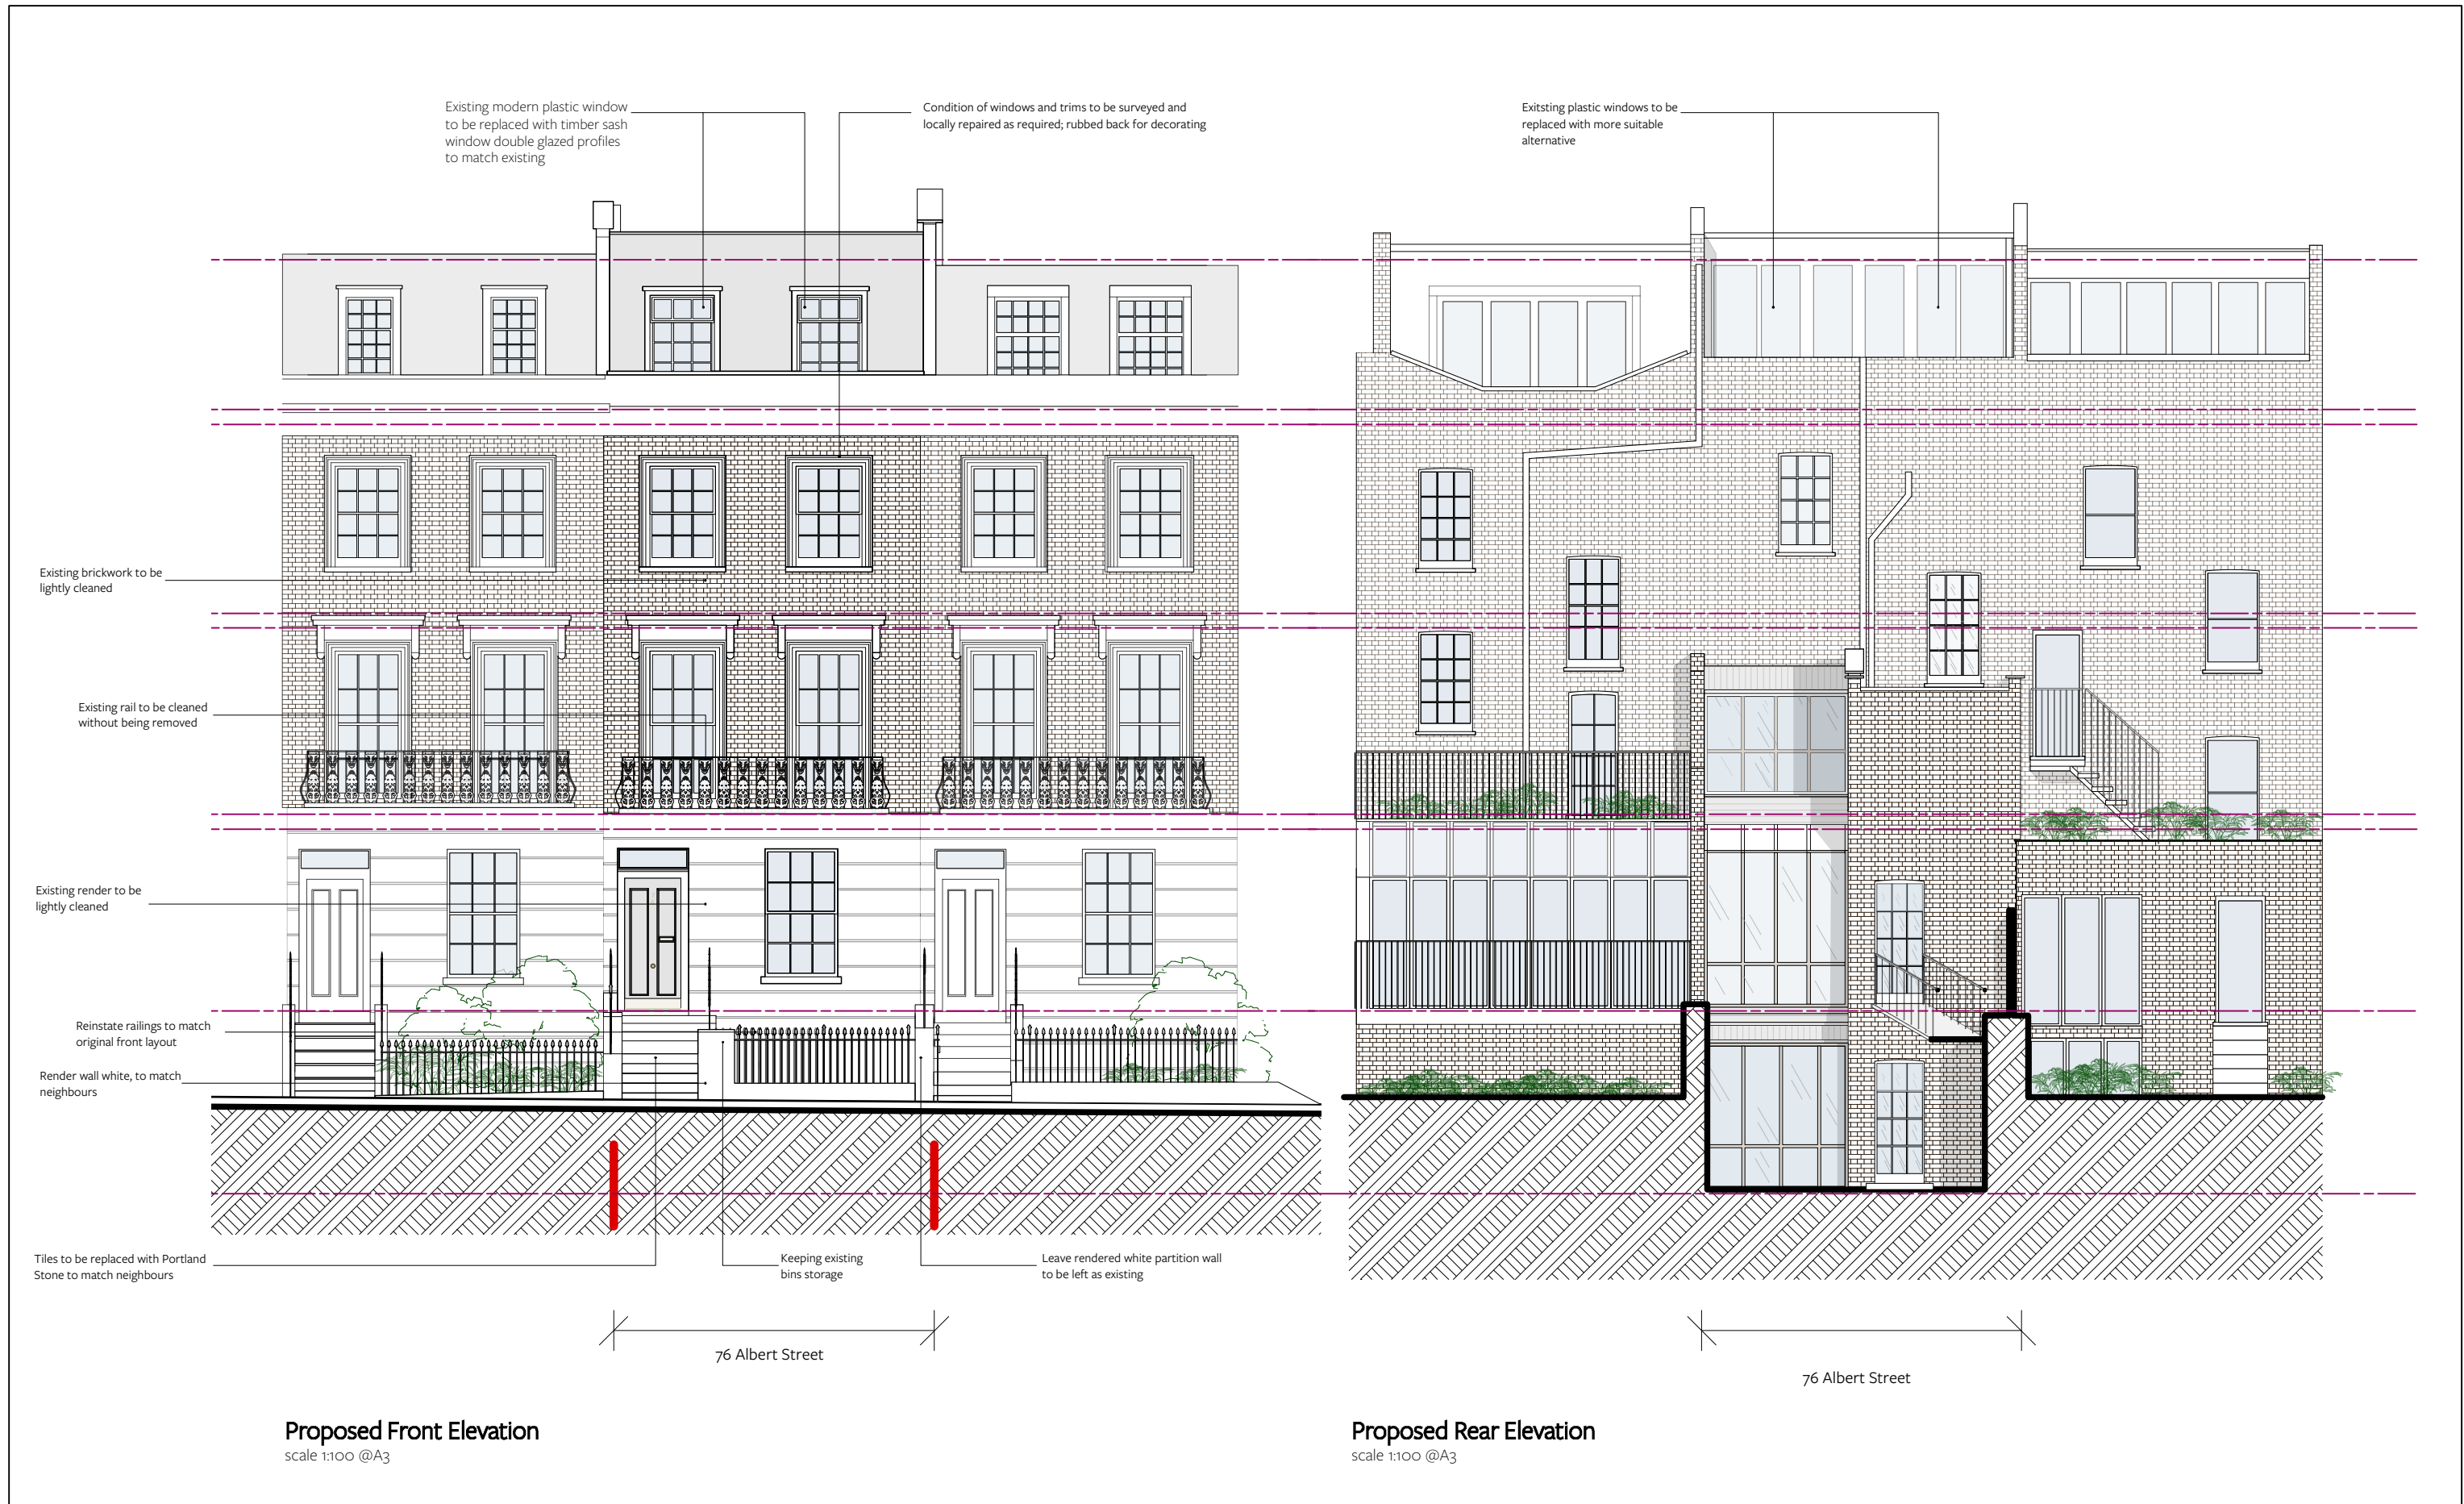 Existing modern plastic window
to be replaced with timber sash
window double glazed profiles
to match existing
Condition of windows and trims to be surveyed and
locally repaired as required; rubbed back for decorating
Exitsting plastic windows to be
replaced with more suitable
alternative
Existing brickwork to be
lightly cleaned
Existing rail to be cleaned
without being removed
Existing render to be
lightly cleaned
Reinstate railings to match
original front layout
Render wall white, to match
neighbours
Tiles to be replaced with Portland
Stone to match neighbours
Keeping existing
bins storage
Leave rendered white partition wall
to be left as existing
76 Albert Street
76 Albert Street
Proposed Front Elevation
scale 1:100 @A3
Proposed Rear Elevation
scale 1:100 @A3